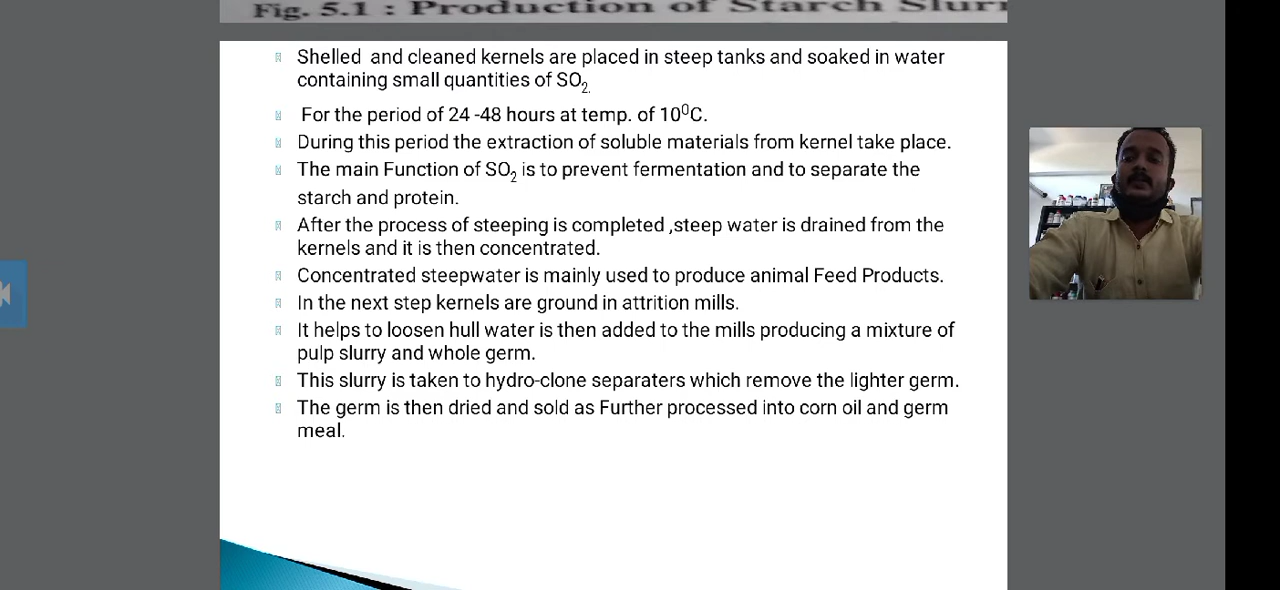 Fig. 5.1 : Production of Starch Slurr
Shelled and cleaned kernels are placed in steep tanks and soaked in water
containing small quantities of SO₂.
For the period of 24 -48 hours at temp. of 10⁰C.
During this period the extraction of soluble materials from kernel take place.
The main Function of SO₂ is to prevent fermentation and to separate the
starch and protein.
After the process of steeping is completed ,steep water is drained from the
kernels and it is then concentrated.
Concentrated steepwater is mainly used to produce animal Feed Products.
In the next step kernels are ground in attrition mills.
It helps to loosen hull water is then added to the mills producing a mixture of
pulp slurry and whole germ.
This slurry is taken to hydro-clone separaters which remove the lighter germ.
The germ is then dried and sold as Further processed into corn oil and germ
meal.